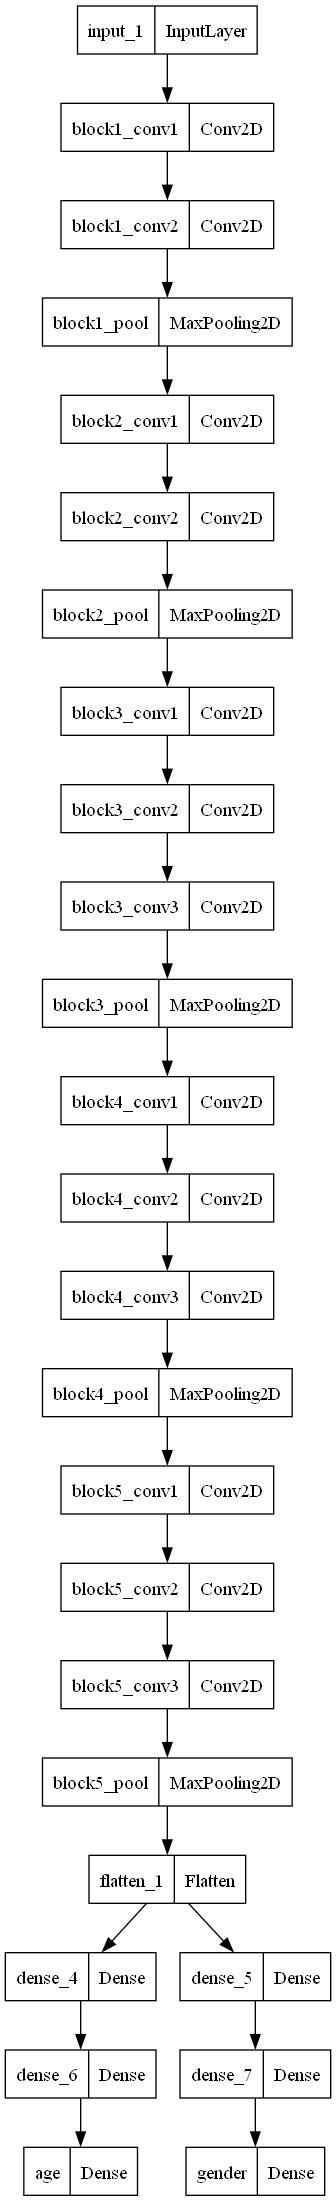 input_1 InputLayer
block1_conv1 Conv2D
block1_conv2 Conv2D
block1_pool MaxPooling2D
block2_conv1 Conv2D
block2_conv2 Conv2D
block2_pool MaxPooling2D
block3_conv1 Conv2D
block3_conv2 Conv2D
block3_conv3 Conv2D
block3_pool MaxPooling2D
block4_conv1 Conv2D
block4_conv2 Conv2D
block4_conv3 Conv2D
block4_pool MaxPooling2D
block5_conv1 Conv2D
block5_conv2 Conv2D
block5_conv3 Conv2D
block5_pool MaxPooling2D
flatten_1 Flatten
dense_4 Dense dense_5 Dense
dense_6 Dense dense_7 Dense
age Dense gender Dense